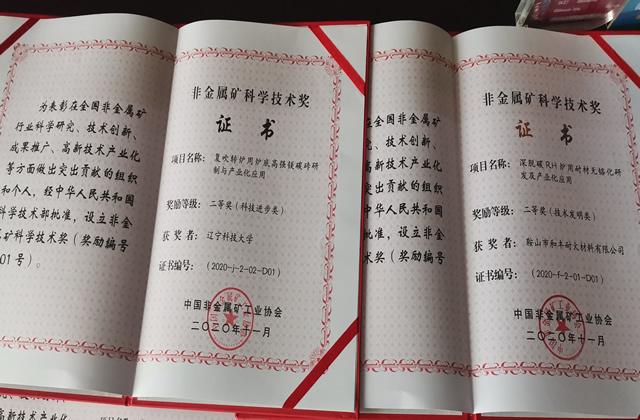 为表彰在全国非金属矿
行业科学研究、技术创新、
成果推广、高新技术产业化
等方面做出突出贡献的组织
和个人，经中华人民共和国
科学技术部批准，设立非金
矿科学技术奖（奖励编号
01号）。
非金属矿科学技术奖
证书
项目名称： 复吹转炉用炉底高强镁碳砖研
制与产业化应用
奖励等级： 二等奖（科技进步类）
获奖者： 辽宁科技大学
证书编号： （2020-j-2-02-D01）
中国非金属矿工业协会
二〇二〇年十一月
在全国非金属矿
究、技术创新、
高新技术产业化
出突出贡献的组织
中华人民共和国
批准，设立非金
术奖（奖励编号
非金属矿科学技术奖
证书
项目名称： 深脱碳RH炉用耐材无铬化研
发及产业化应用
奖励等级： 二等奖（技术发明类）
获奖者： 鞍山市和丰耐火材料有限公司
证书编号： （2020-f-2-01-D01）
中国非金属矿工业协会
二〇二〇年十一月